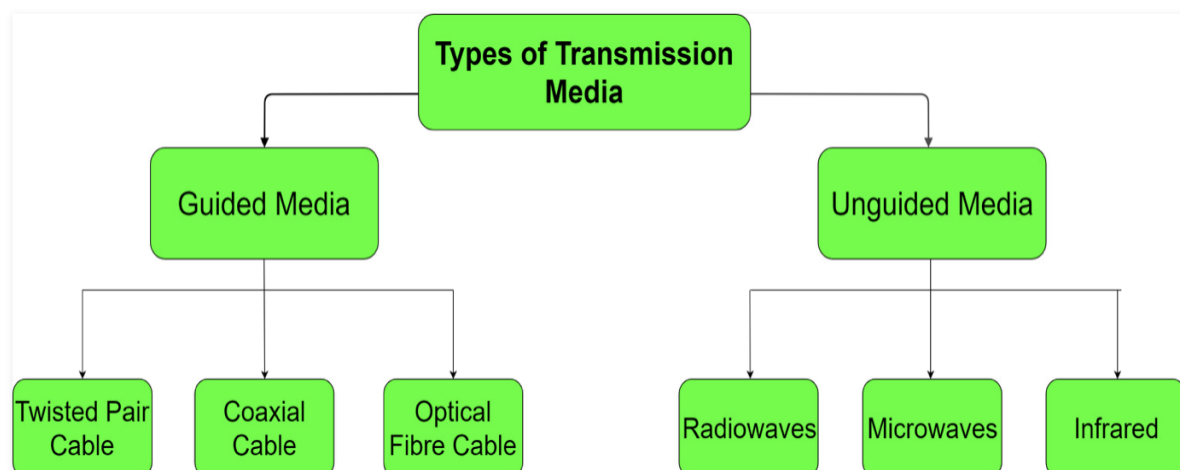 Types of Transmission
Media
Guided Media
Unguided Media
Twisted Pair
Cable
Coaxial
Cable
Optical
Fibre Cable
Radiowaves
Microwaves
Infrared